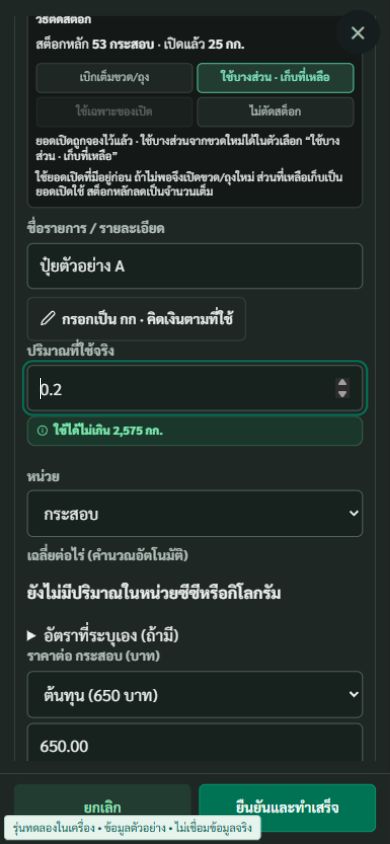 วิธีตัดสต็อก
สต็อกหลัก 53 กระสอบ · เปิดแล้ว 25 กก.
เบิกเต็มขวด/ถุง
ใช้บางส่วน · เก็บที่เหลือ
ใช้เฉพาะของเปิด
ไม่ตัดสต็อก
ยอดเปิดถูกจองไว้แล้ว · ใช้บางส่วนจากขวดใหม่ได้ในตัวเลือก “ใช้บาง
ส่วน · เก็บที่เหลือ”
ใช้ยอดเปิดที่มีอยู่ก่อน ถ้าไม่พอจึงเปิดขวด/ถุงใหม่ ส่วนที่เหลือเก็บเป็น
ยอดเปิดใช้ สต็อกหลักลดเป็นจำนวนเต็ม
ชื่อรายการ / รายละเอียด
ปุ๋ยตัวอย่าง A
กรอกเป็น กก · คิดเงินตามที่ใช้
ปริมาณที่ใช้จริง
0.2
ใช้ได้ไม่เกิน 2,575 กก.
หน่วย
กระสอบ
เฉลี่ยต่อไร่ (คำนวณอัตโนมัติ)
ยังไม่มีปริมาณในหน่วยซีซีหรือกิโลกรัม
อัตราที่ระบุเอง (ถ้ามี)
ราคาต่อ กระสอบ (บาท)
ต้นทุน (650 บาท)
650.00
ยกเลิก
ยืนยันและทำเสร็จ
รุ่นทดลองในเครื่อง • ข้อมูลตัวอย่าง • ไม่เชื่อมข้อมูลจริง